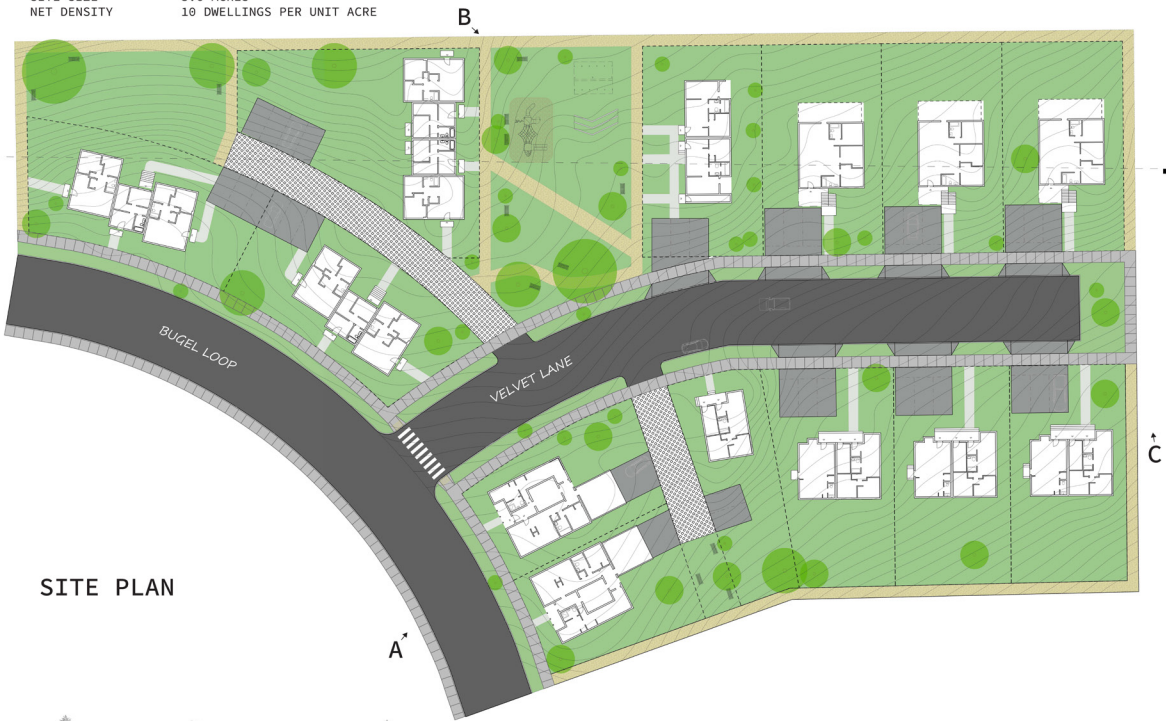 NET DENSITY 10 DWELLINGS PER UNIT ACRE
B
BUGEL LOOP
VELVET LANE
C
SITE PLAN
A